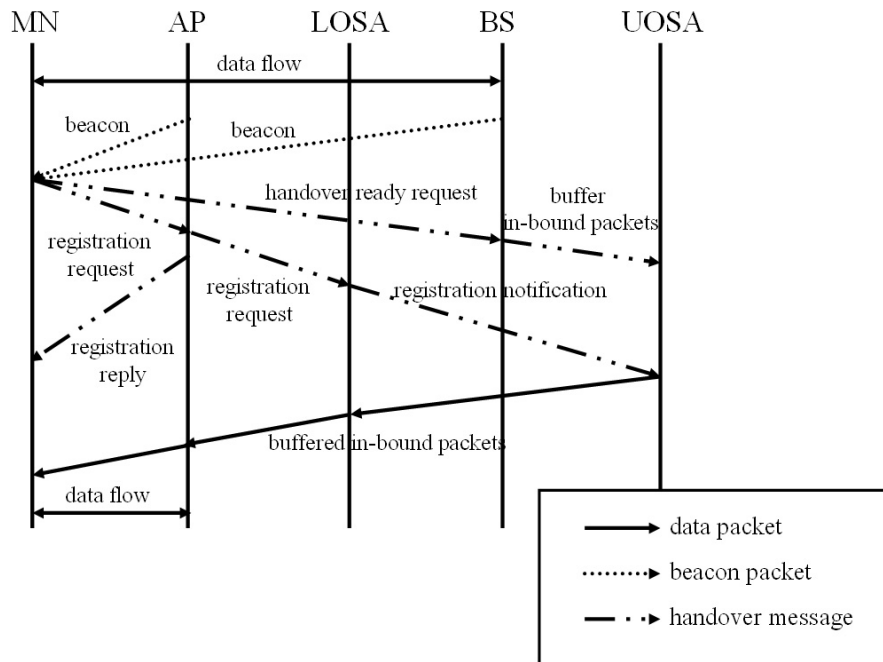 MN AP LOSA BS UOSA
data flow
beacon
beacon
handover ready request
buffer
in-bound packets
registration
request
registration
request
registration notification
registration
reply
buffered in-bound packets
data flow
data packet
beacon packet
handover message